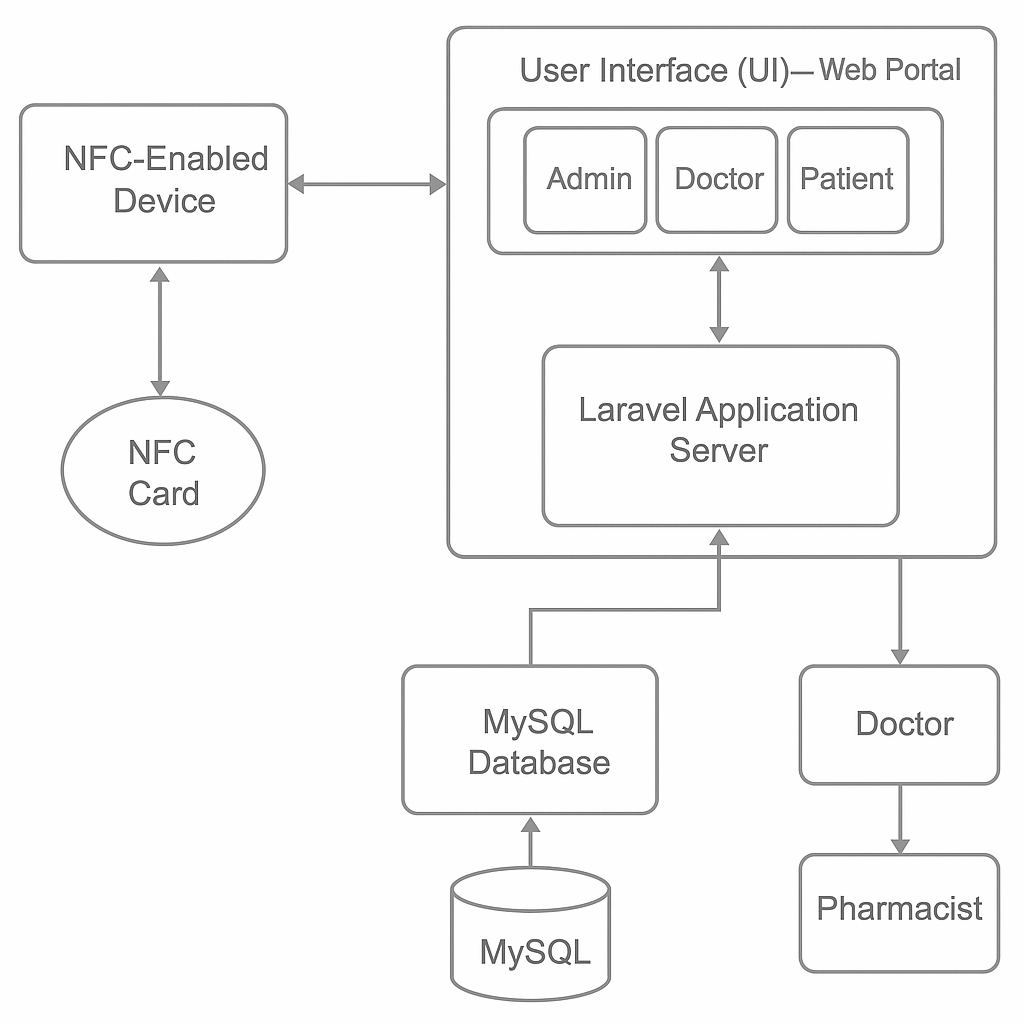 User Interface (UI)—Web Portal
NFC-Enabled
Device
Admin
Doctor
Patient
Laravel Application
Server
NFC
Card
MySQL
Database
Doctor
MySQL
Pharmacist